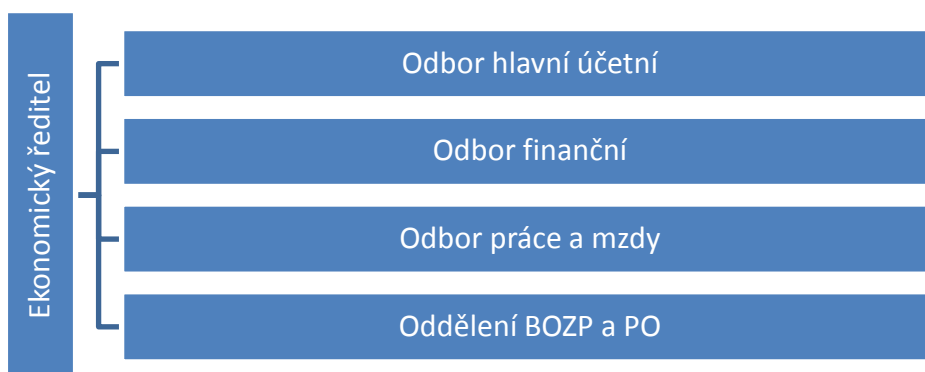 Ekonomický ředitel
Odbor hlavní účetní
Odbor finanční
Odbor práce a mzdy
Oddělení BOZP a PO